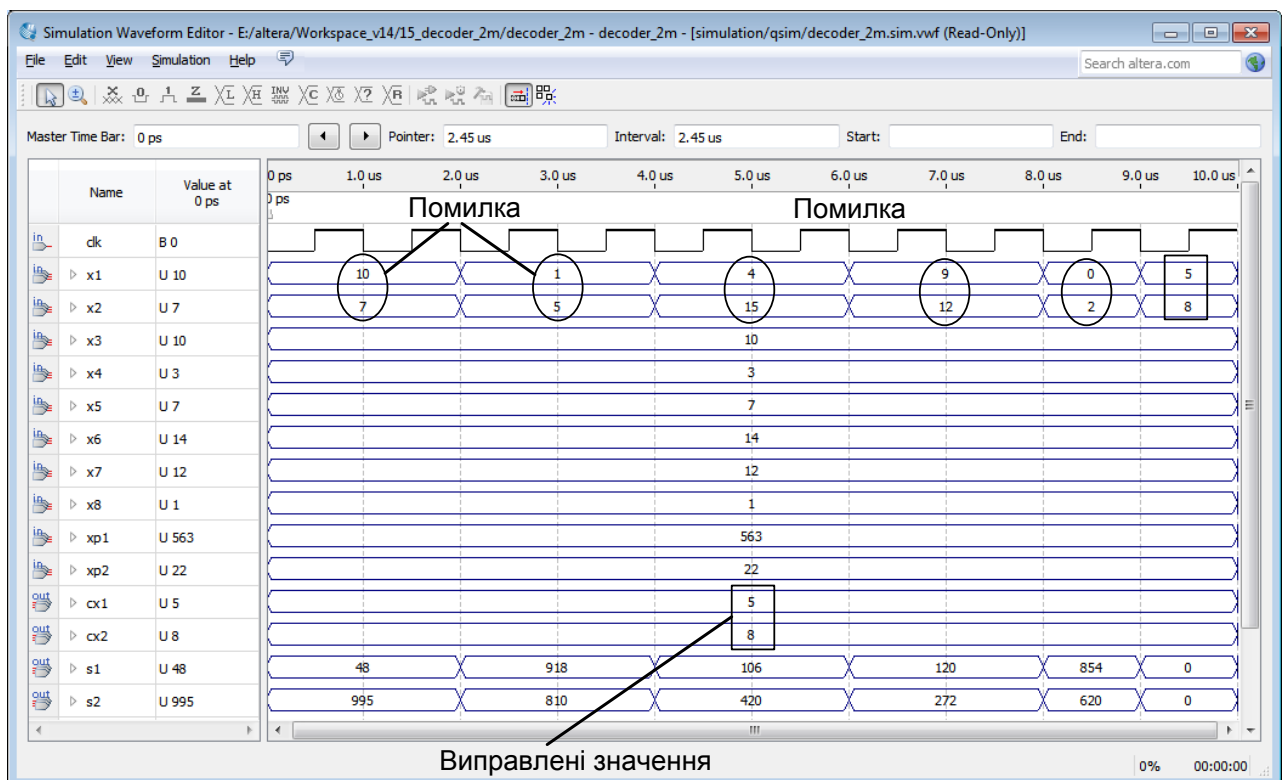 Simulation Waveform Editor - E:/altera/Workspace_v14/15_decoder_2m/decoder_2m - decoder_2m - [simulation/qsim/decoder_2m.sim.vwf (Read-Only)]
File Edit View Simulation Help Search altera.com
Master Time Bar: 0 ps Pointer: 2.45 us Interval: 2.45 us Start: End:
Name Value at 0 ps
0 ps 1.0 us 2.0 us 3.0 us 4.0 us 5.0 us 6.0 us 7.0 us 8.0 us 9.0 us 10.0 us
0 ps
Помилка Помилка
clk B 0
x1 U 10 10 1 4 9 0 5
x2 U 7 7 5 15 12 2 8
x3 U 10 10
x4 U 3 3
x5 U 7 7
x6 U 14 14
x7 U 12 12
x8 U 1 1
xp1 U 563 563
xp2 U 22 22
cx1 U 5 5
cx2 U 8 8
s1 U 48 48 918 106 120 854 0
s2 U 995 995 810 420 272 620 0
Виправлені значення
0% 00:00:00